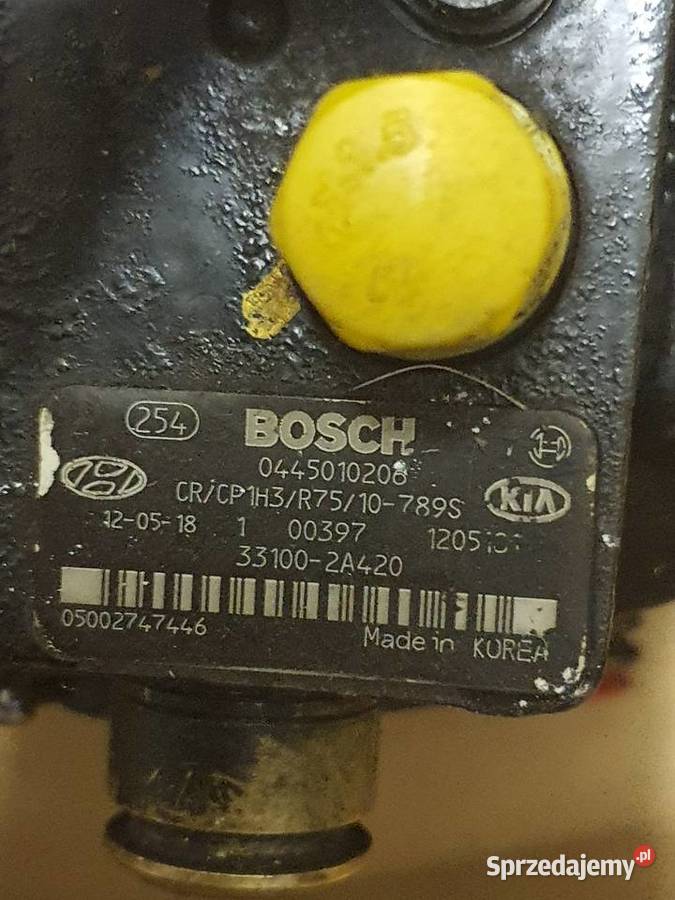 254
BOSCH
0445010206
CR/CP1H3/R75/10-789S
KIA
12-05-18 1 00397
33100-2A420
05002747446
Made in KOREA
Sprzedajemy.pl